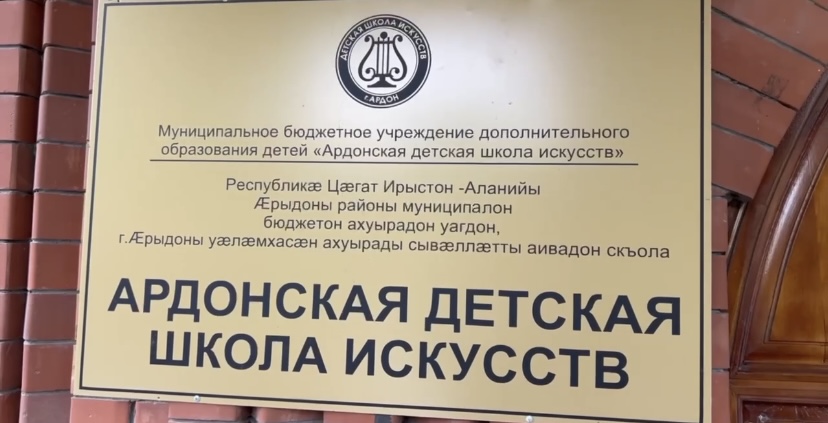 ДЕТСКАЯ ШКОЛА ИСКУССТВ
г. АРДОН
Муниципальное бюджетное учреждение дополнительного
образования детей «Ардонская детская школа искусств»
Республикæ Цæгат Ирыстон -Аланийы
Æрыдоны районы муниципалон
бюджетон ахуырадон уагдон,
г.Æрыдоны уæлæмхасæн ахуырады сывæллæтты аивадон скъола
АРДОНСКАЯ ДЕТСКАЯ
ШКОЛА ИСКУССТВ